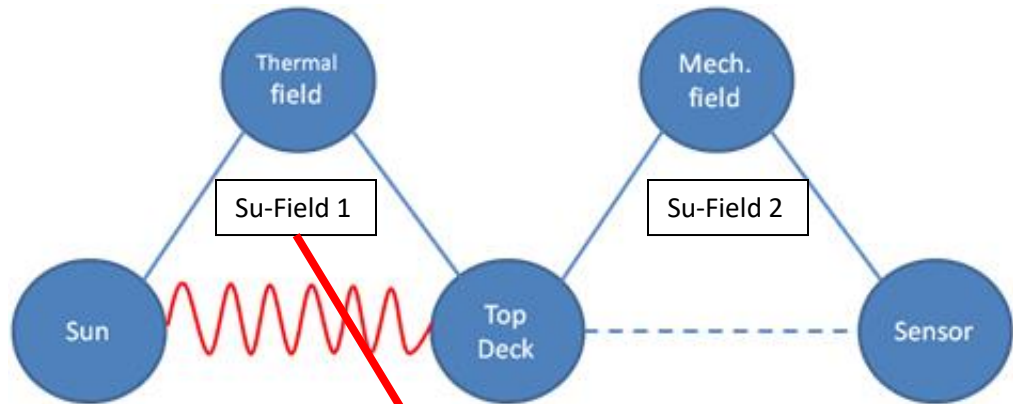 Thermal
field
Mech.
field
Su-Field 1
Su-Field 2
Sun
Top
Deck
Sensor